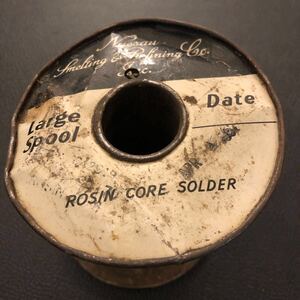 Nassau
Smelting & Refining Co.
Inc.
Large
Spool
Date
ROSIN CORE SOLDER